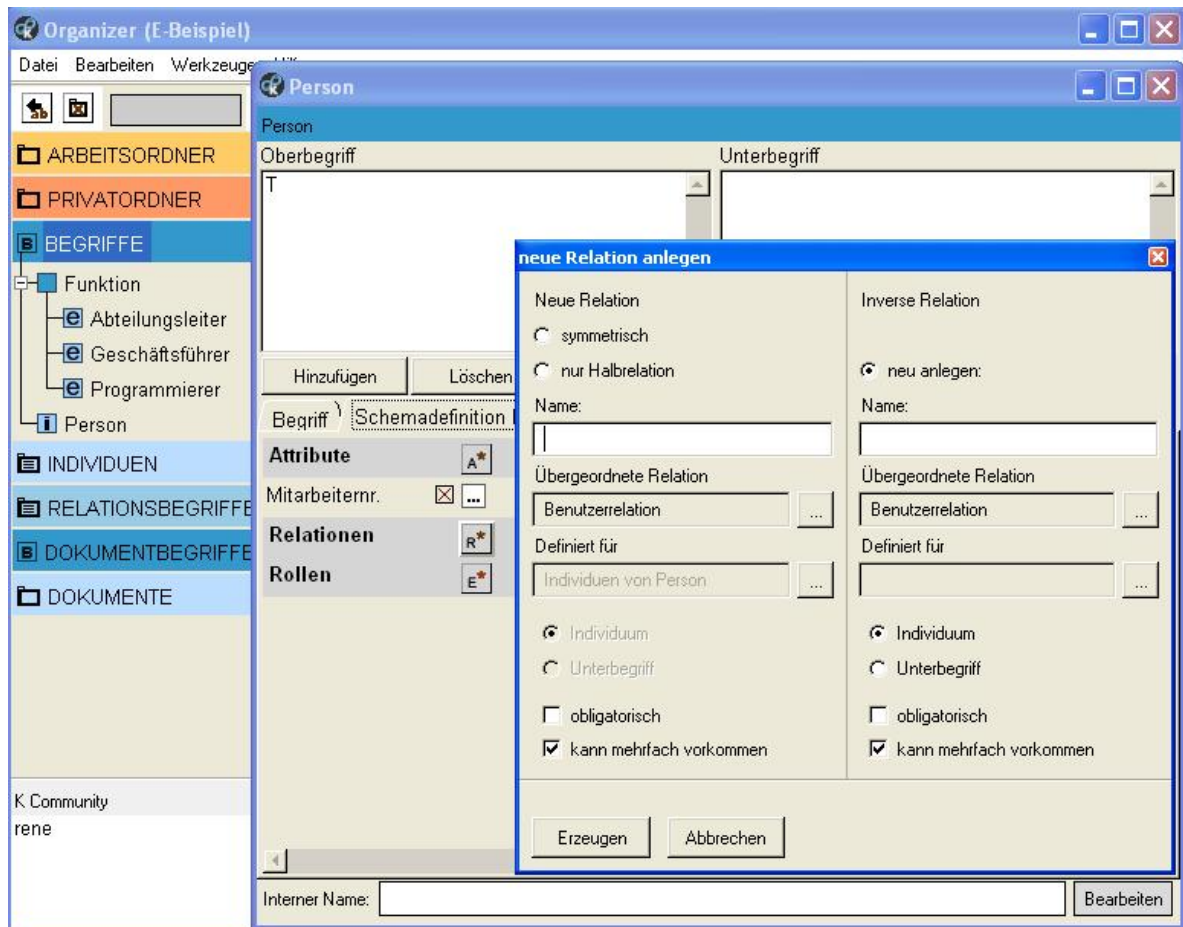 Organizer (E-Beispiel)
Datei Bearbeiten Werkzeuge
ARBEITSORDNER
PRIVATORDNER
BEGRIFFE
Funktion
Abteilungsleiter
Geschäftsführer
Programmierer
Person
INDIVIDUEN
RELATIONSBEGRIFFE
DOKUMENTBEGRIFFE
DOKUMENTE
K Community
rene
Person
Person
Oberbegriff Unterbegriff
T
Hinzufügen Löschen
Begriff Schemadefinition
Attribute A*
Mitarbeiternr. ...
Relationen R*
Rollen E*
Interner Name: Bearbeiten
neue Relation anlegen
Neue Relation
symmetrisch
nur Halbrelation
Name:
Übergeordnete Relation
Benutzerrelation ...
Definiert für
Individuen von Person ...
Individuum
Unterbegriff
obligatorisch
kann mehrfach vorkommen
Inverse Relation
neu anlegen:
Name:
Übergeordnete Relation
Benutzerrelation ...
Definiert für
...
Individuum
Unterbegriff
obligatorisch
kann mehrfach vorkommen
Erzeugen Abbrechen